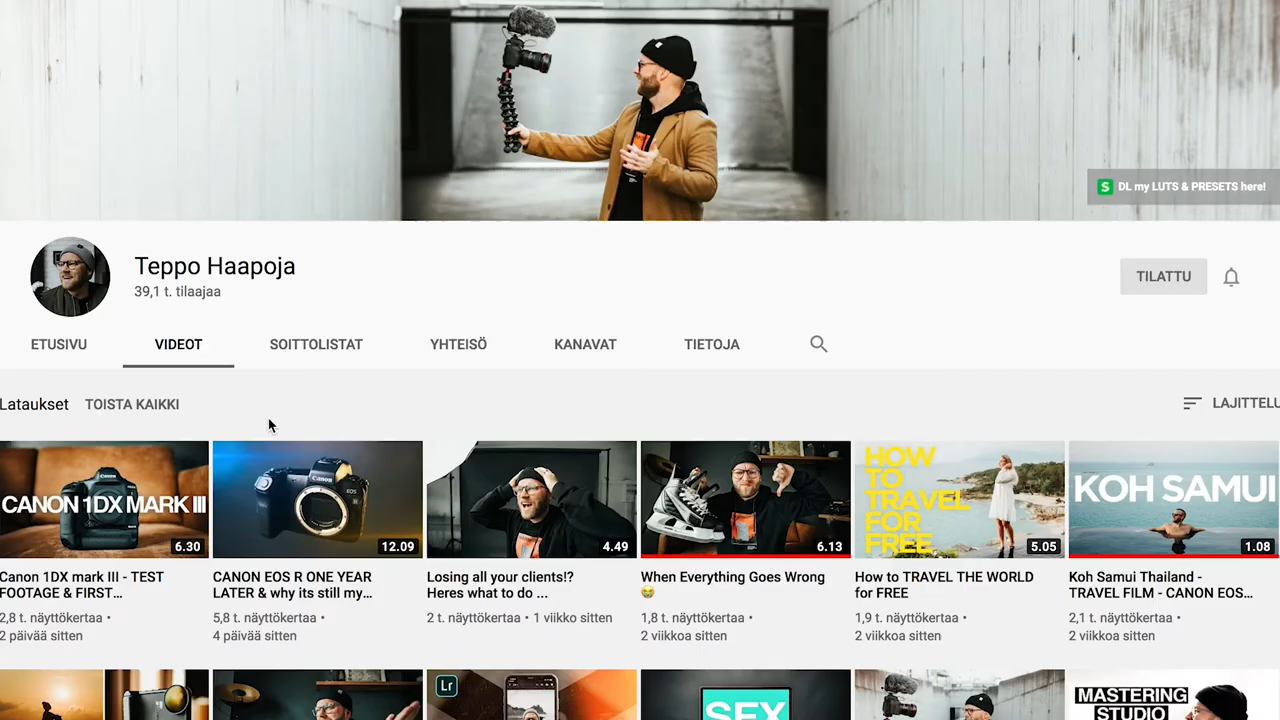 DL my LUTS & PRESETS here!
Teppo Haapoja
39,1 t. tilaajaa
TILATTU
ETUSIVU
VIDEOT
SOITTOLISTAT
YHTEISÖ
KANAVAT
TIETOJA
Lataukset
TOISTA KAIKKI
LAJITTELU
CANON 1DX MARK III
6.30
12.09
4.49
6.13
HOW
TO
TRAVEL
FOR
FREE
5.05
KOH SAMUI
1.08
Canon 1DX mark III - TEST
FOOTAGE & FIRST...
2,8 t. näyttökertaa •
2 päivää sitten
CANON EOS R ONE YEAR
LATER & why its still my...
5,8 t. näyttökertaa •
4 päivää sitten
Losing all your clients!?
Heres what to do ...
2 t. näyttökertaa • 1 viikko sitten
When Everything Goes Wrong
😭
1,8 t. näyttökertaa •
2 viikkoa sitten
How to TRAVEL THE WORLD
for FREE
1,9 t. näyttökertaa •
2 viikkoa sitten
Koh Samui Thailand -
TRAVEL FILM - CANON EOS...
2,1 t. näyttökertaa •
2 viikkoa sitten
Lr
MASTERING
STUDIO